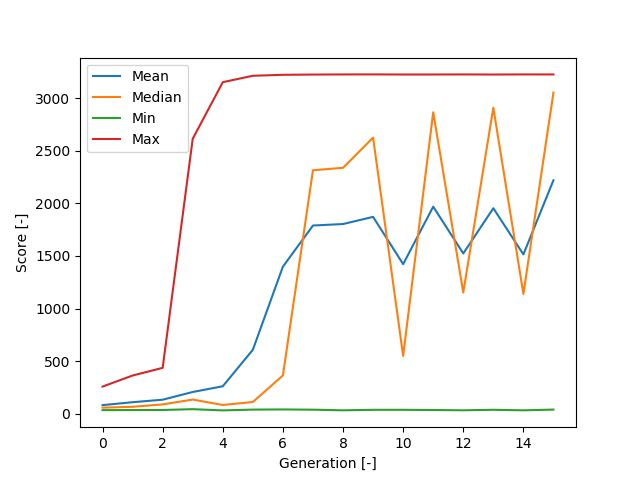 Mean
Median
Min
Max
3000
2500
2000
1500
1000
500
0
Score [-]
0 2 4 6 8 10 12 14
Generation [-]